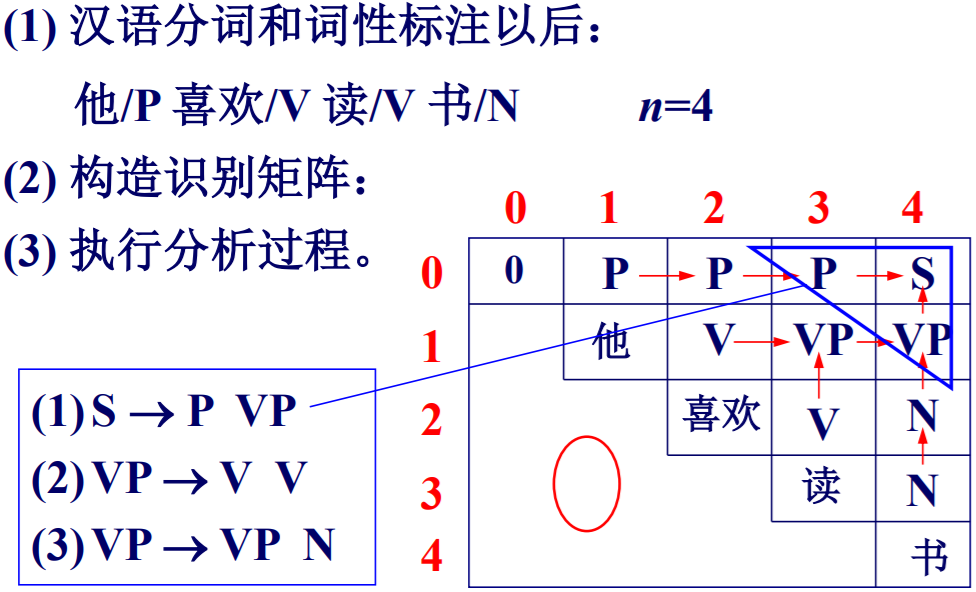 (1) 汉语分词和词性标注以后：
他/P 喜欢/V 读/V 书/N n=4
(2) 构造识别矩阵：
(3) 执行分析过程。
0 1 2 3 4
0 0 P P P S
1 他 V VP VP
2 喜欢 V N
3 读 N
4 书
(1) S → P VP
(2) VP → V V
(3) VP → VP N